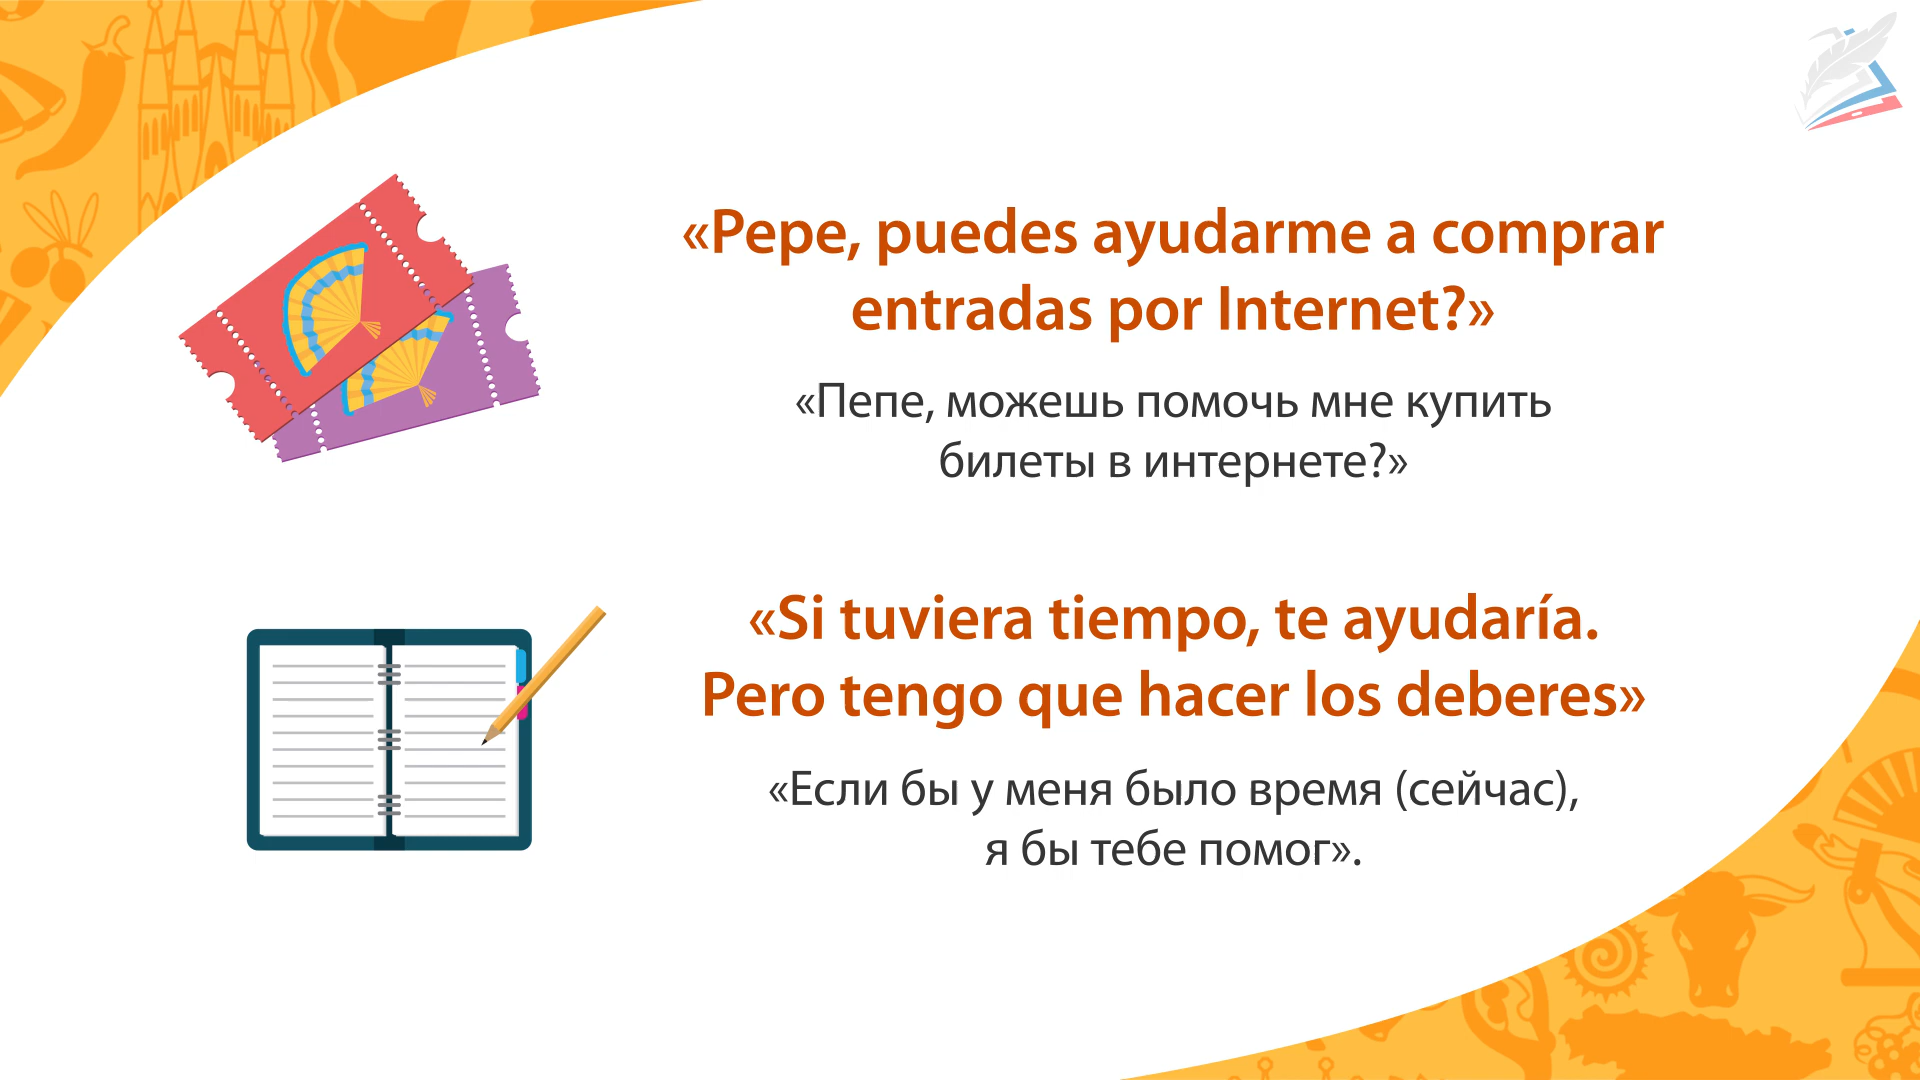 «Pepe, puedes ayudarme a comprar
entradas por Internet?»
«Пепе, можешь помочь мне купить
билеты в интернете?»
«Si tuviera tiempo, te ayudaría.
Pero tengo que hacer los deberes»
«Если бы у меня было время (сейчас),
я бы тебе помог».